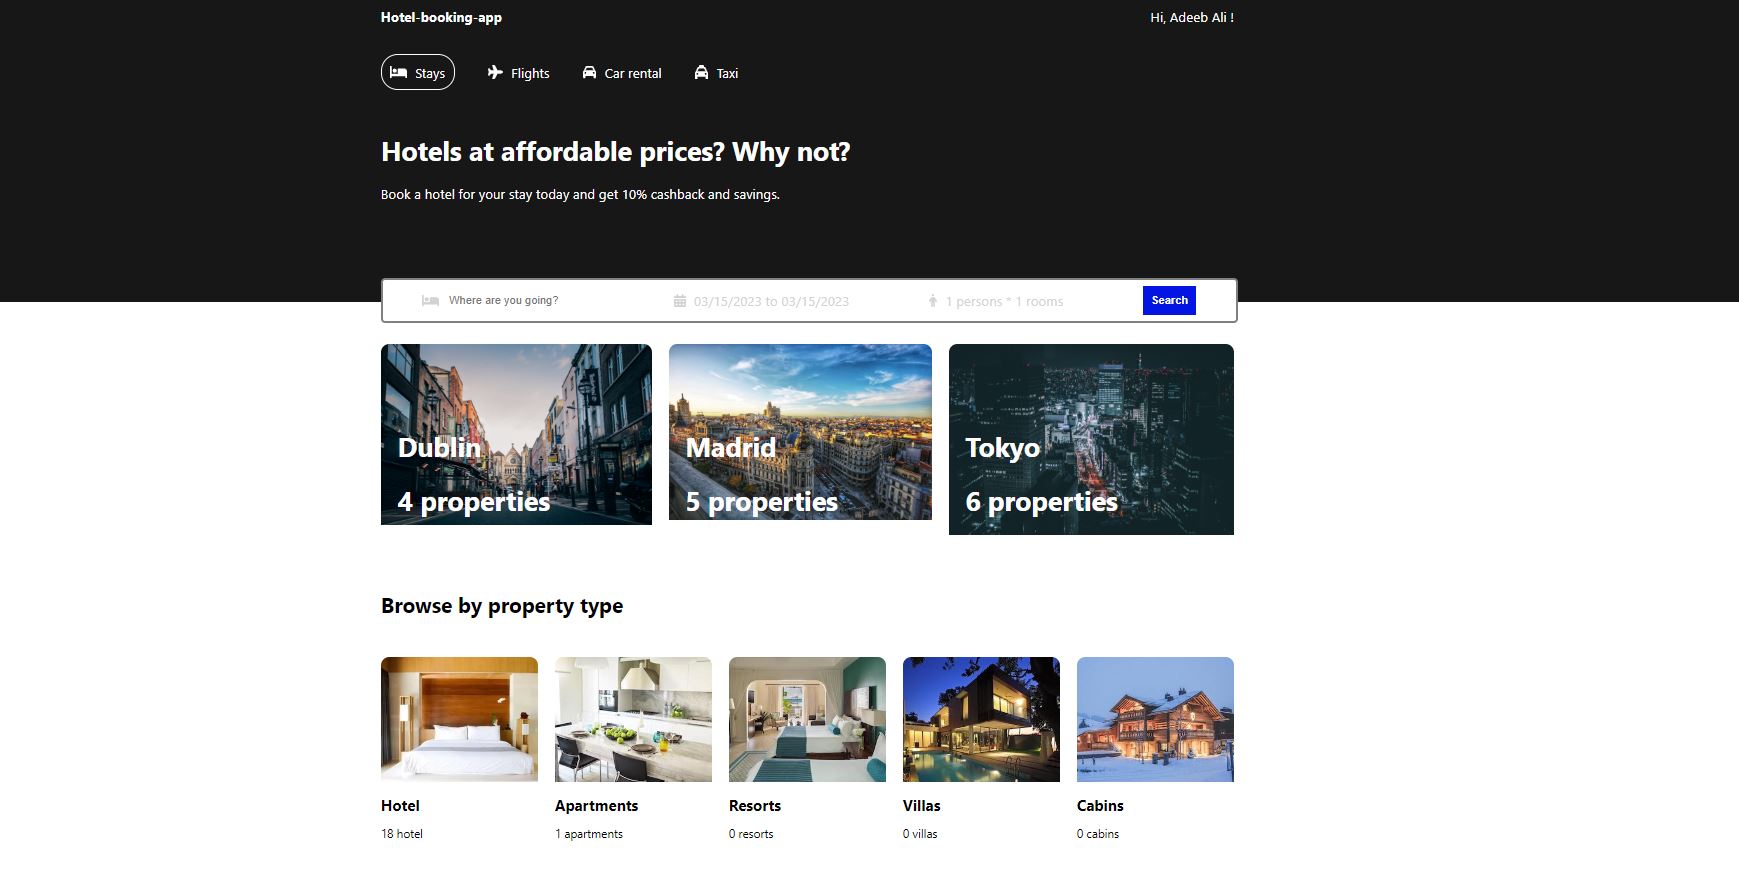 Hotel-booking-app
Hi, Adeeb Ali !
Stays
Flights
Car rental
Taxi
Hotels at affordable prices? Why not?
Book a hotel for your stay today and get 10% cashback and savings.
Where are you going?
03/15/2023 to 03/15/2023
1 persons * 1 rooms
Search
Dublin
4 properties
Madrid
5 properties
Tokyo
6 properties
Browse by property type
Hotel
18 hotel
Apartments
1 apartments
Resorts
0 resorts
Villas
0 villas
Cabins
0 cabins